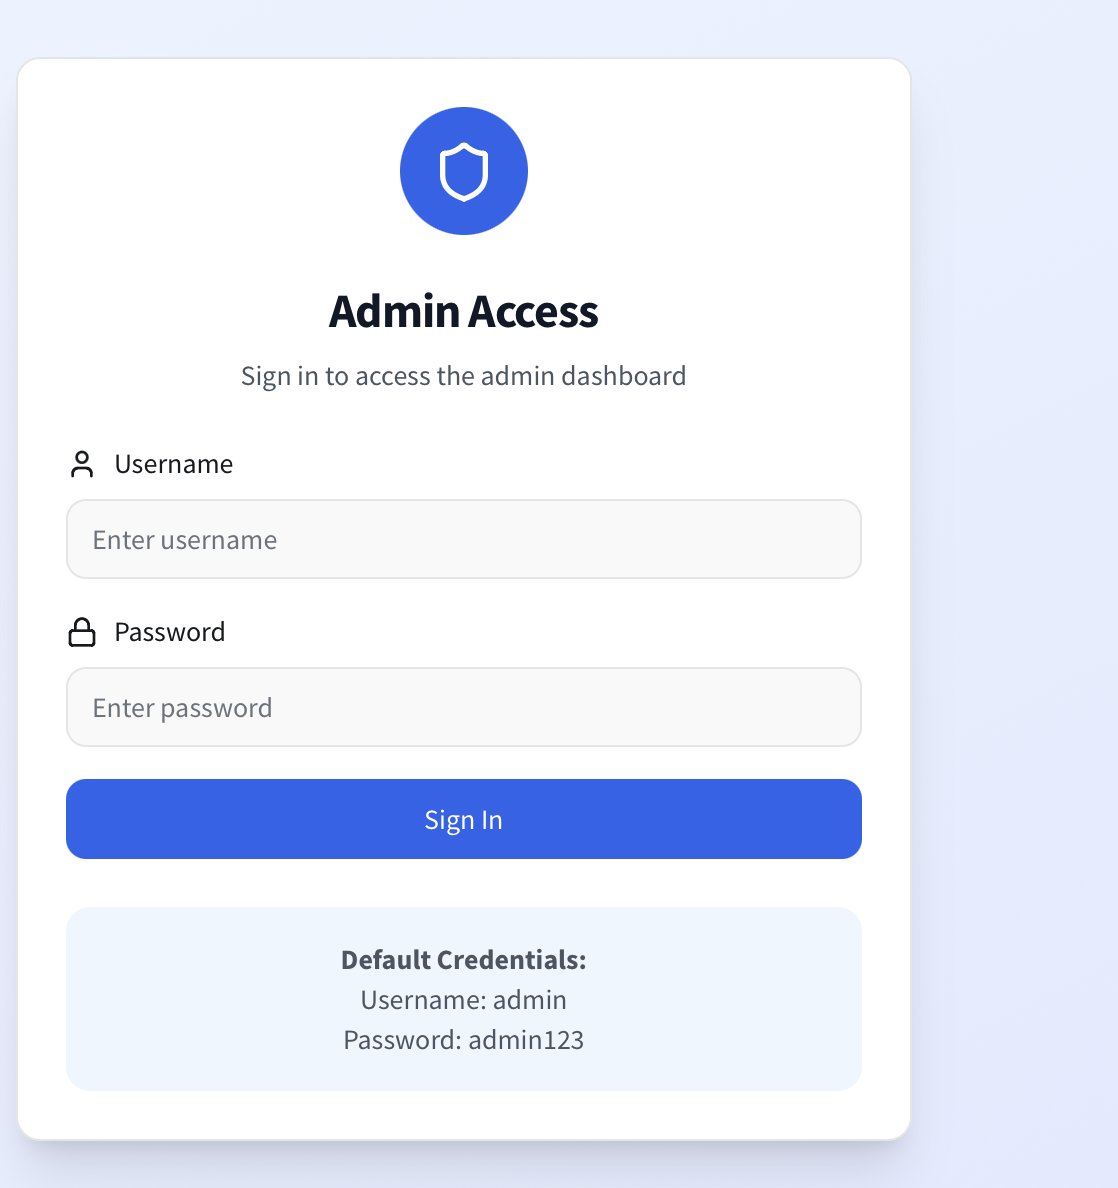 Admin Access
Sign in to access the admin dashboard
Username
Enter username
Password
Enter password
Sign In
Default Credentials:
Username: admin
Password: admin123